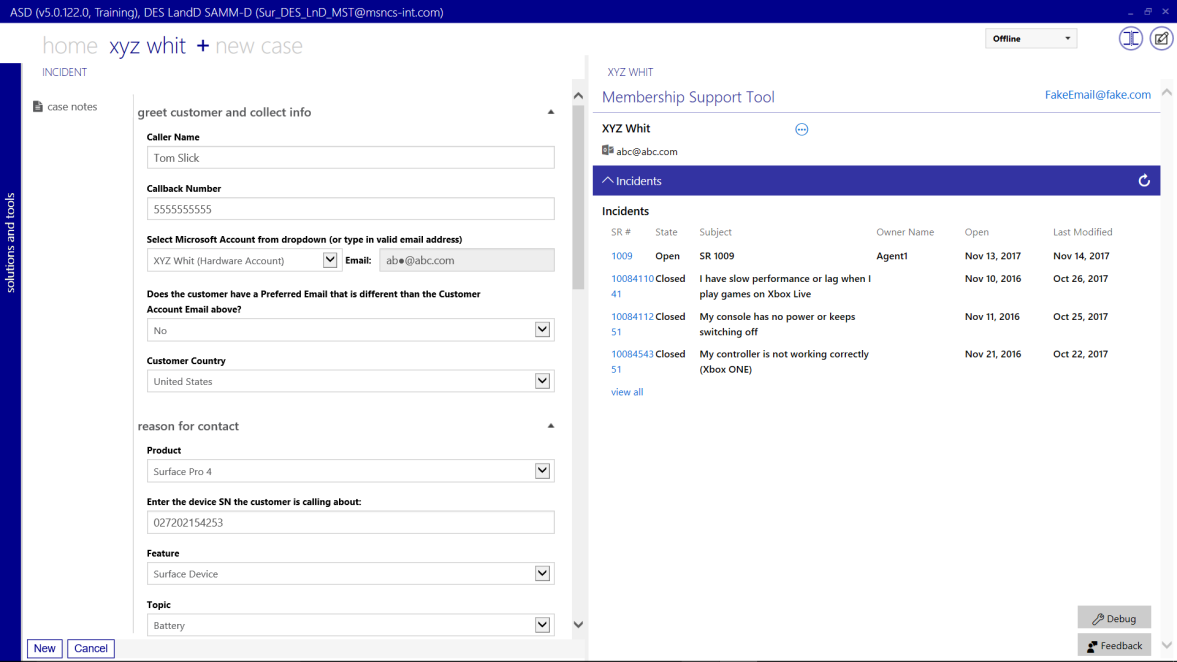 ASD (v5.0.122.0, Training), DES LandD SAMM-D (Sur_DES_LnD_MST@msncs-int.com)
home xyz whit + new case
Offline
INCIDENT
solutions and tools
case notes
greet customer and collect info
Caller Name
Tom Slick
Callback Number
5555555555
Select Microsoft Account from dropdown (or type in valid email address)
XYZ Whit (Hardware Account) Email: ab●@abc.com
Does the customer have a Preferred Email that is different than the Customer
Account Email above?
No
Customer Country
United States
reason for contact
Product
Surface Pro 4
Enter the device SN the customer is calling about:
027202154253
Feature
Surface Device
Topic
Battery
New Cancel
XYZ WHIT
Membership Support Tool FakeEmail@fake.com
XYZ Whit
abc@abc.com
Incidents
Incidents
SR # State Subject Owner Name Open Last Modified
1009 Open SR 1009 Agent1 Nov 13, 2017 Nov 14, 2017
10084110 Closed I have slow performance or lag when I Nov 10, 2016 Oct 26, 2017
41 play games on Xbox Live
10084112 Closed My console has no power or keeps Nov 11, 2016 Oct 25, 2017
51 switching off
10084543 Closed My controller is not working correctly Nov 21, 2016 Oct 22, 2017
51 (Xbox ONE)
view all
Debug
Feedback